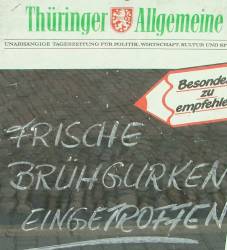 Thüringer Allgemeine
UNABHÄNGIGE TAGESZEITUNG FÜR POLITIK, WIRTSCHAFT, KULTUR UND
Besonders
zu
empfehlen
FRISCHE
BRÜHGURKEN
EINGETROFFEN